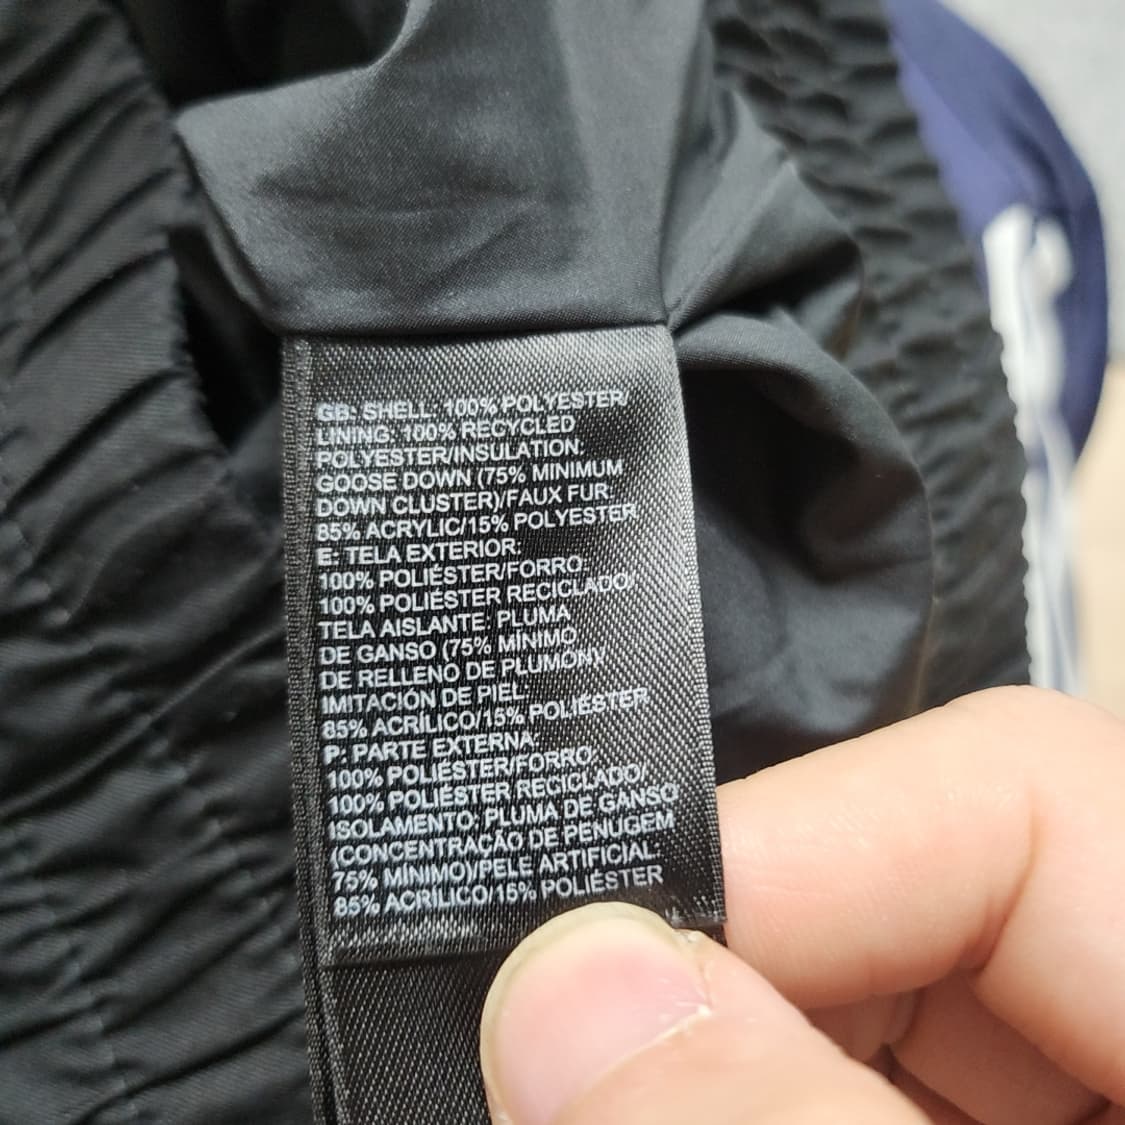 GB: SHELL: 100% POLYESTER/
LINING: 100% RECYCLED
POLYESTER/INSULATION:
GOOSE DOWN (75% MINIMUM
DOWN CLUSTER)/FAUX FUR:
85% ACRYLIC/15% POLYESTER
E: TELA EXTERIOR:
100% POLIÉSTER/FORRO:
100% POLIÉSTER RECICLADO/
TELA AISLANTE: PLUMA
DE GANSO (75% MÍNIMO
DE RELLENO DE PLUMÓN)/
IMITACIÓN DE PIEL
85% ACRÍLICO/15% POLIÉSTER
P: PARTE EXTERNA:
100% POLIÉSTER/FORRO:
100% POLIÉSTER RECICLADO/
ISOLAMENTO: PLUMA DE GANSO
(CONCENTRAÇÃO DE PENUGEM
75% MÍNIMO)/PELE ARTIFICIAL:
85% ACRÍLICO/15% POLIÉSTER